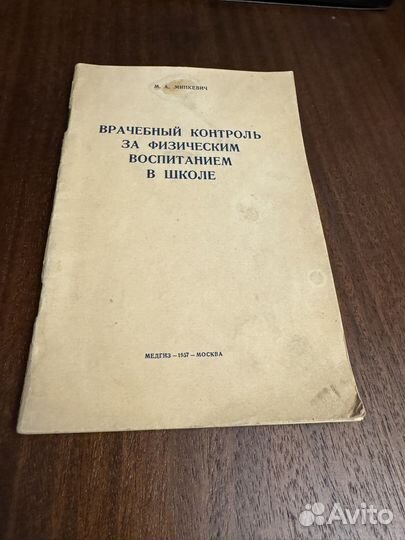 М. А. МИНКЕВИЧ
ВРАЧЕБНЫЙ КОНТРОЛЬ
ЗА ФИЗИЧЕСКИМ
ВОСПИТАНИЕМ
В ШКОЛЕ
МЕДГИЗ — 1957 — МОСКВА
Avito